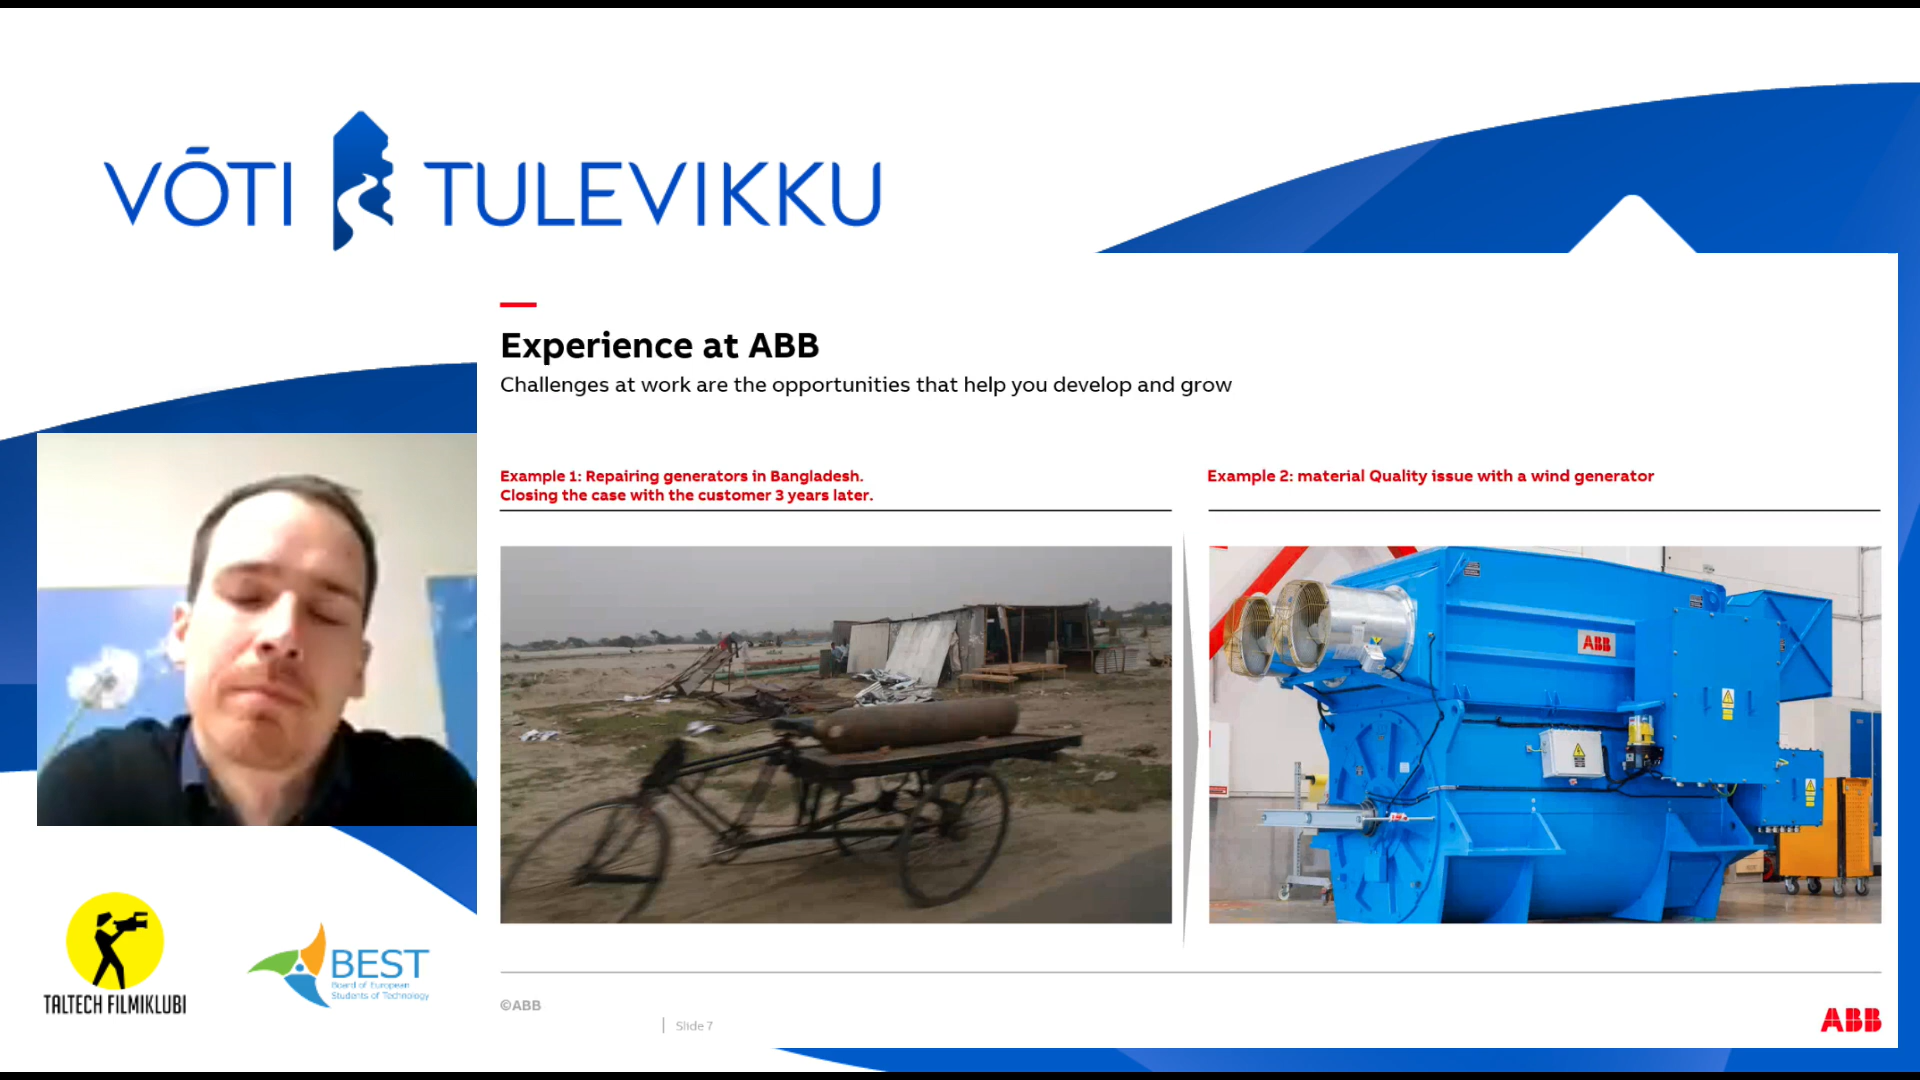 VÕTI TULEVIKKU
Experience at ABB
Challenges at work are the opportunities that help you develop and grow
Example 1: Repairing generators in Bangladesh.
Closing the case with the customer 3 years later.
Example 2: material Quality issue with a wind generator
ABB
TALTECH FILMIKLUBI
BEST
Board of European
Students of Technology
©ABB
Slide 7
ABB